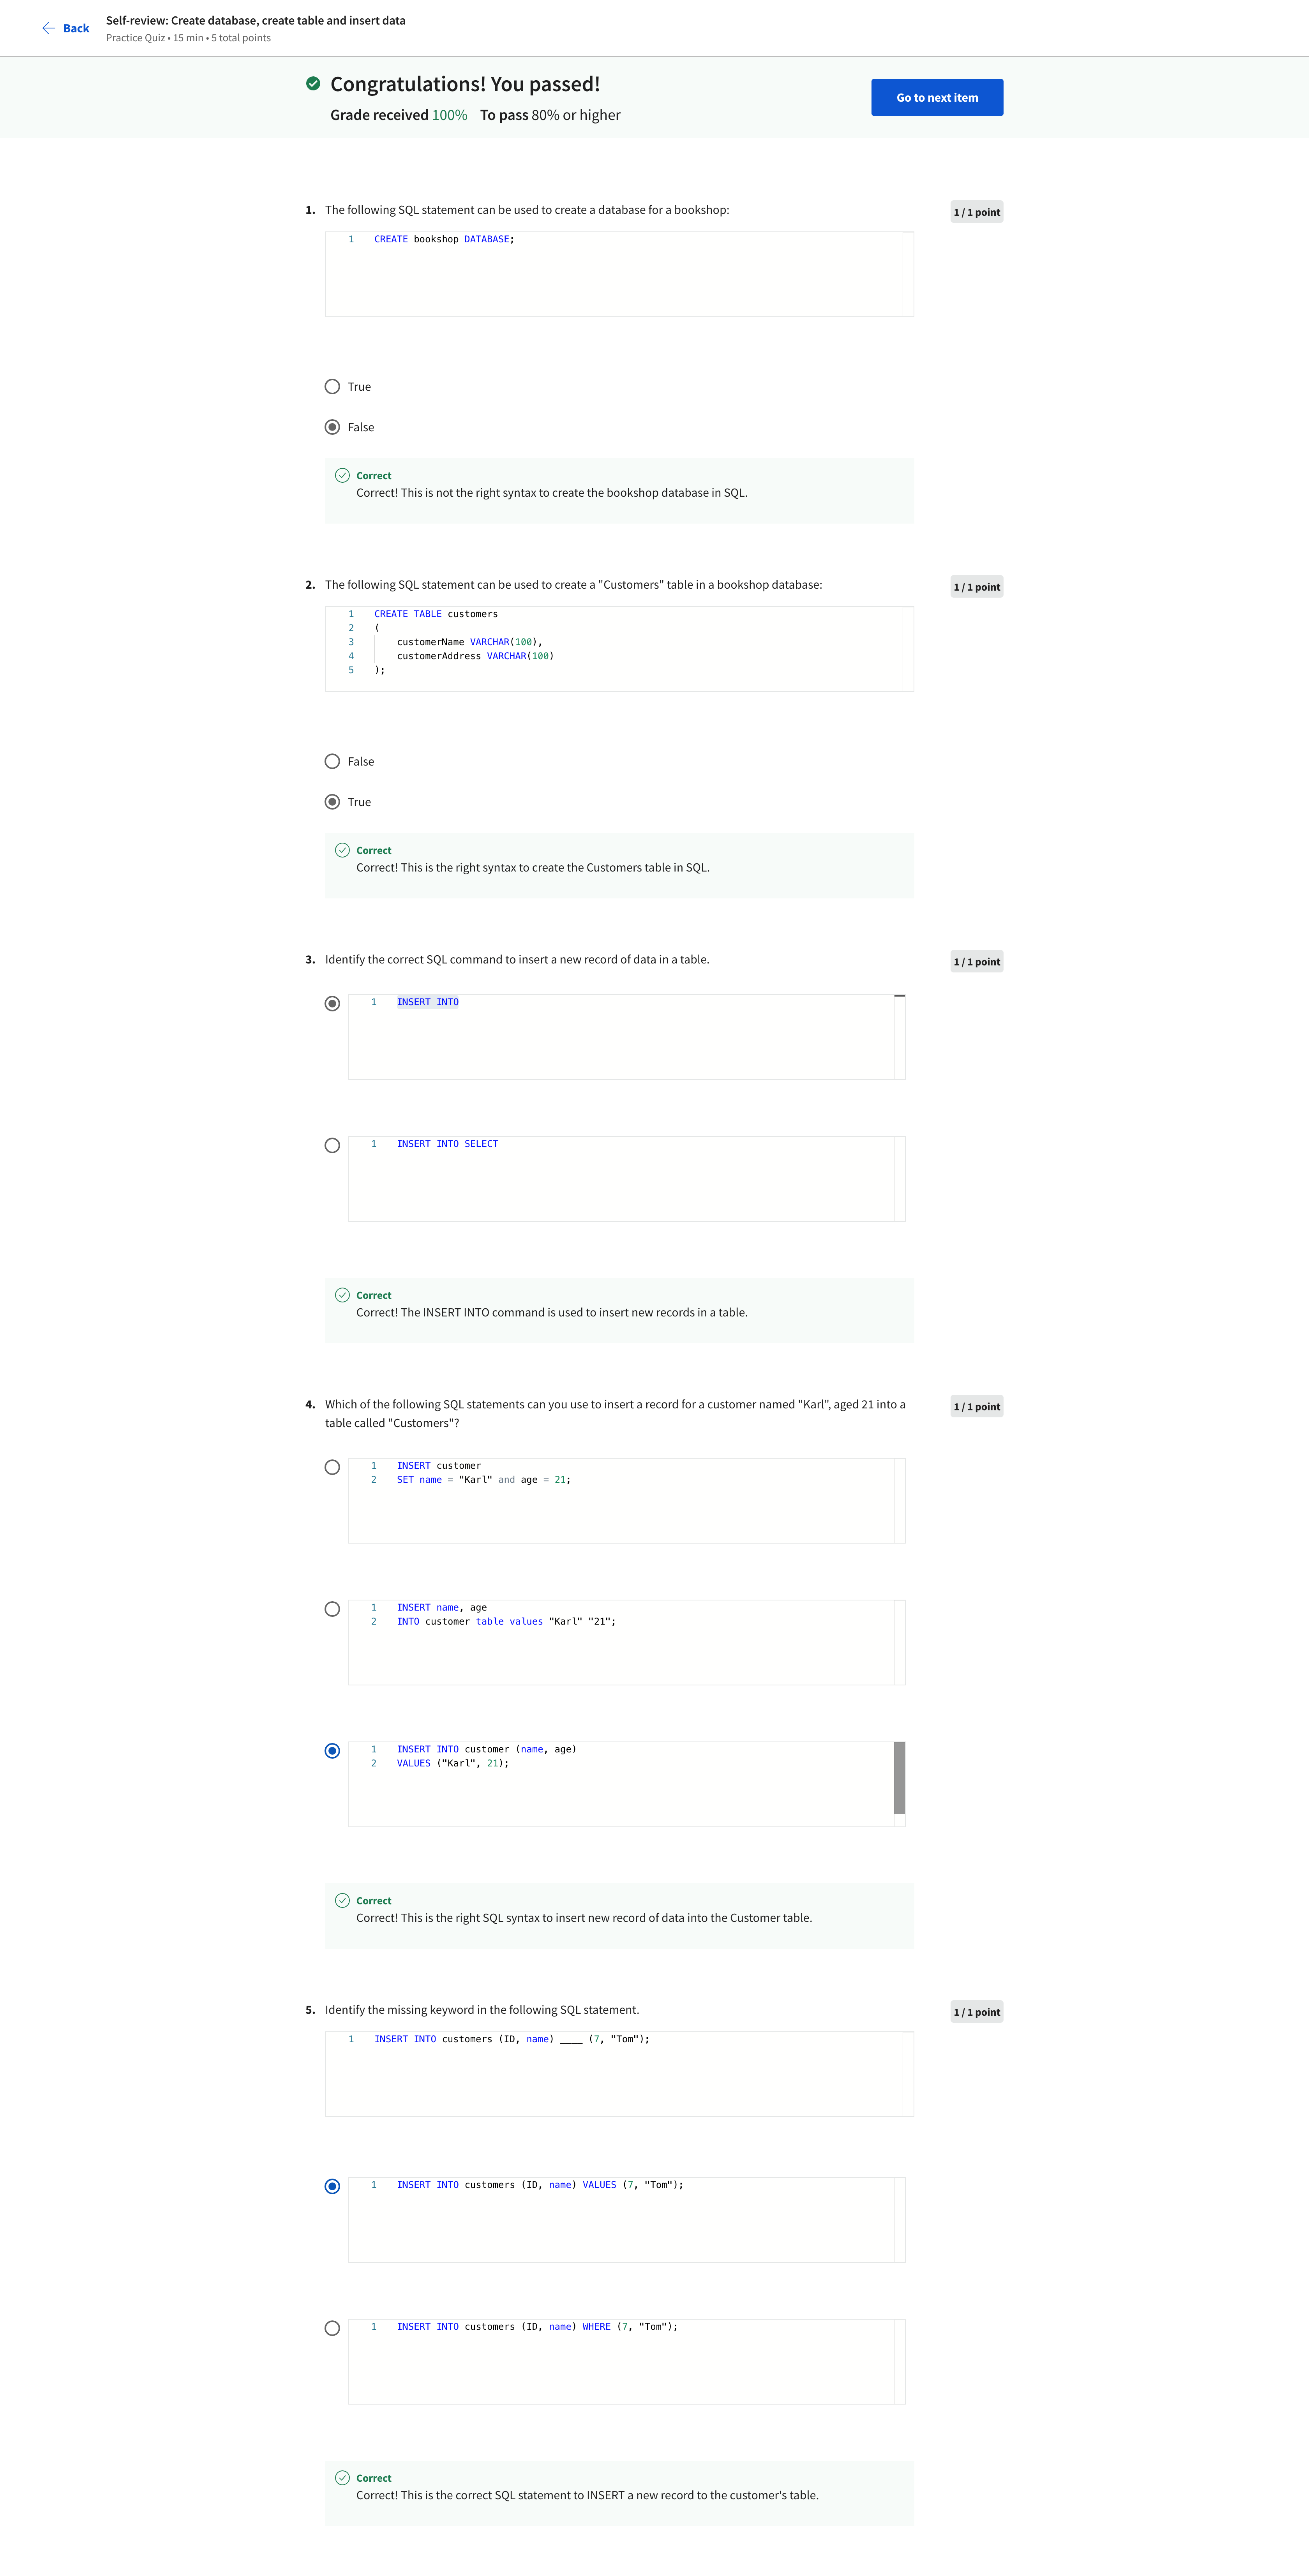 Back
Self-review: Create database, create table and insert data
Practice Quiz • 15 min • 5 total points
Congratulations! You passed!
Grade received 100% To pass 80% or higher
Go to next item
1. The following SQL statement can be used to create a database for a bookshop:
1 / 1 point
1 CREATE bookshop DATABASE;
True
False
Correct
Correct! This is not the right syntax to create the bookshop database in SQL.
2. The following SQL statement can be used to create a "Customers" table in a bookshop database:
1 / 1 point
1 CREATE TABLE customers
2 (
3 customerName VARCHAR(100),
4 customerAddress VARCHAR(100)
5 );
False
True
Correct
Correct! This is the right syntax to create the Customers table in SQL.
3. Identify the correct SQL command to insert a new record of data in a table.
1 / 1 point
1 INSERT INTO
1 INSERT INTO SELECT
Correct
Correct! The INSERT INTO command is used to insert new records in a table.
4. Which of the following SQL statements can you use to insert a record for a customer named "Karl", aged 21 into a
table called "Customers"?
1 / 1 point
1 INSERT customer
2 SET name = "Karl" and age = 21;
1 INSERT name, age
2 INTO customer table values "Karl" "21";
1 INSERT INTO customer (name, age)
2 VALUES ("Karl", 21);
Correct
Correct! This is the right SQL syntax to insert new record of data into the Customer table.
5. Identify the missing keyword in the following SQL statement.
1 / 1 point
1 INSERT INTO customers (ID, name) ____ (7, "Tom");
1 INSERT INTO customers (ID, name) VALUES (7, "Tom");
1 INSERT INTO customers (ID, name) WHERE (7, "Tom");
Correct
Correct! This is the correct SQL statement to INSERT a new record to the customer's table.